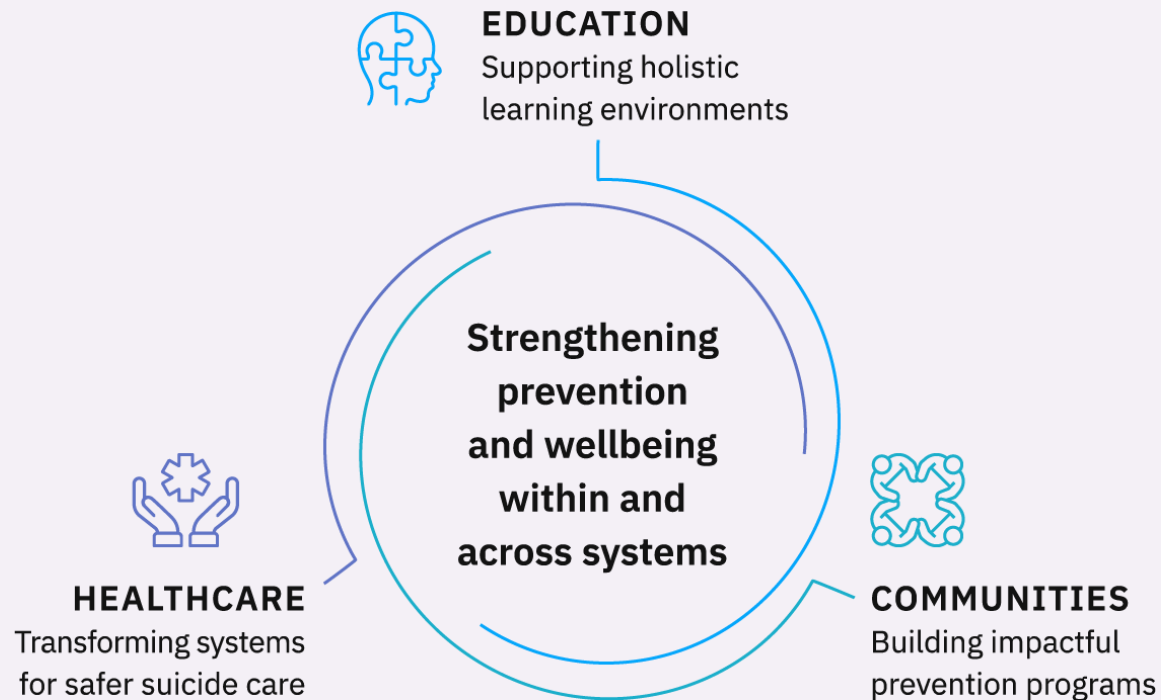 EDUCATION
Supporting holistic
learning environments
Strengthening
prevention
and wellbeing
within and
across systems
HEALTHCARE
Transforming systems
for safer suicide care
COMMUNITIES
Building impactful
prevention programs